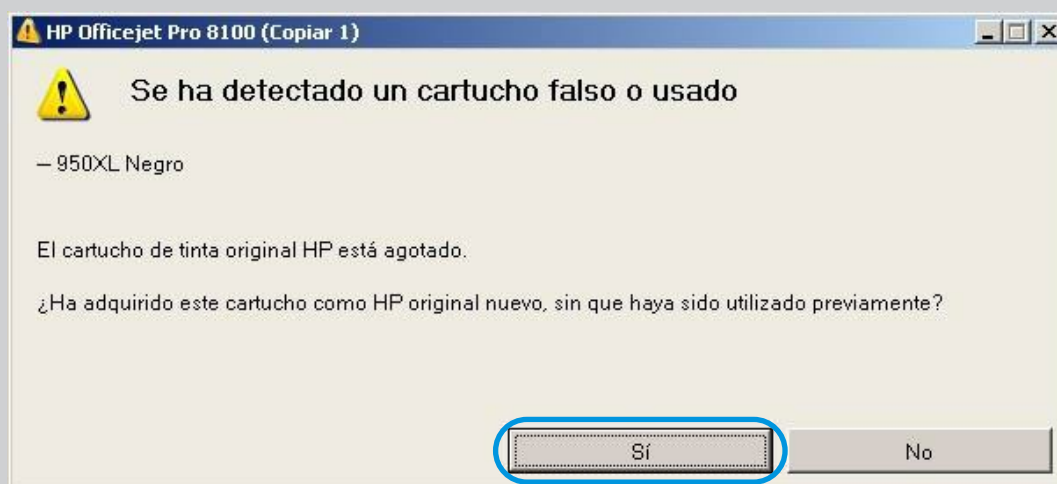 HP Officejet Pro 8100 (Copiar 1)
Se ha detectado un cartucho falso o usado
– 950XL Negro
El cartucho de tinta original HP está agotado.
¿Ha adquirido este cartucho como HP original nuevo, sin que haya sido utilizado previamente?
Sí
No